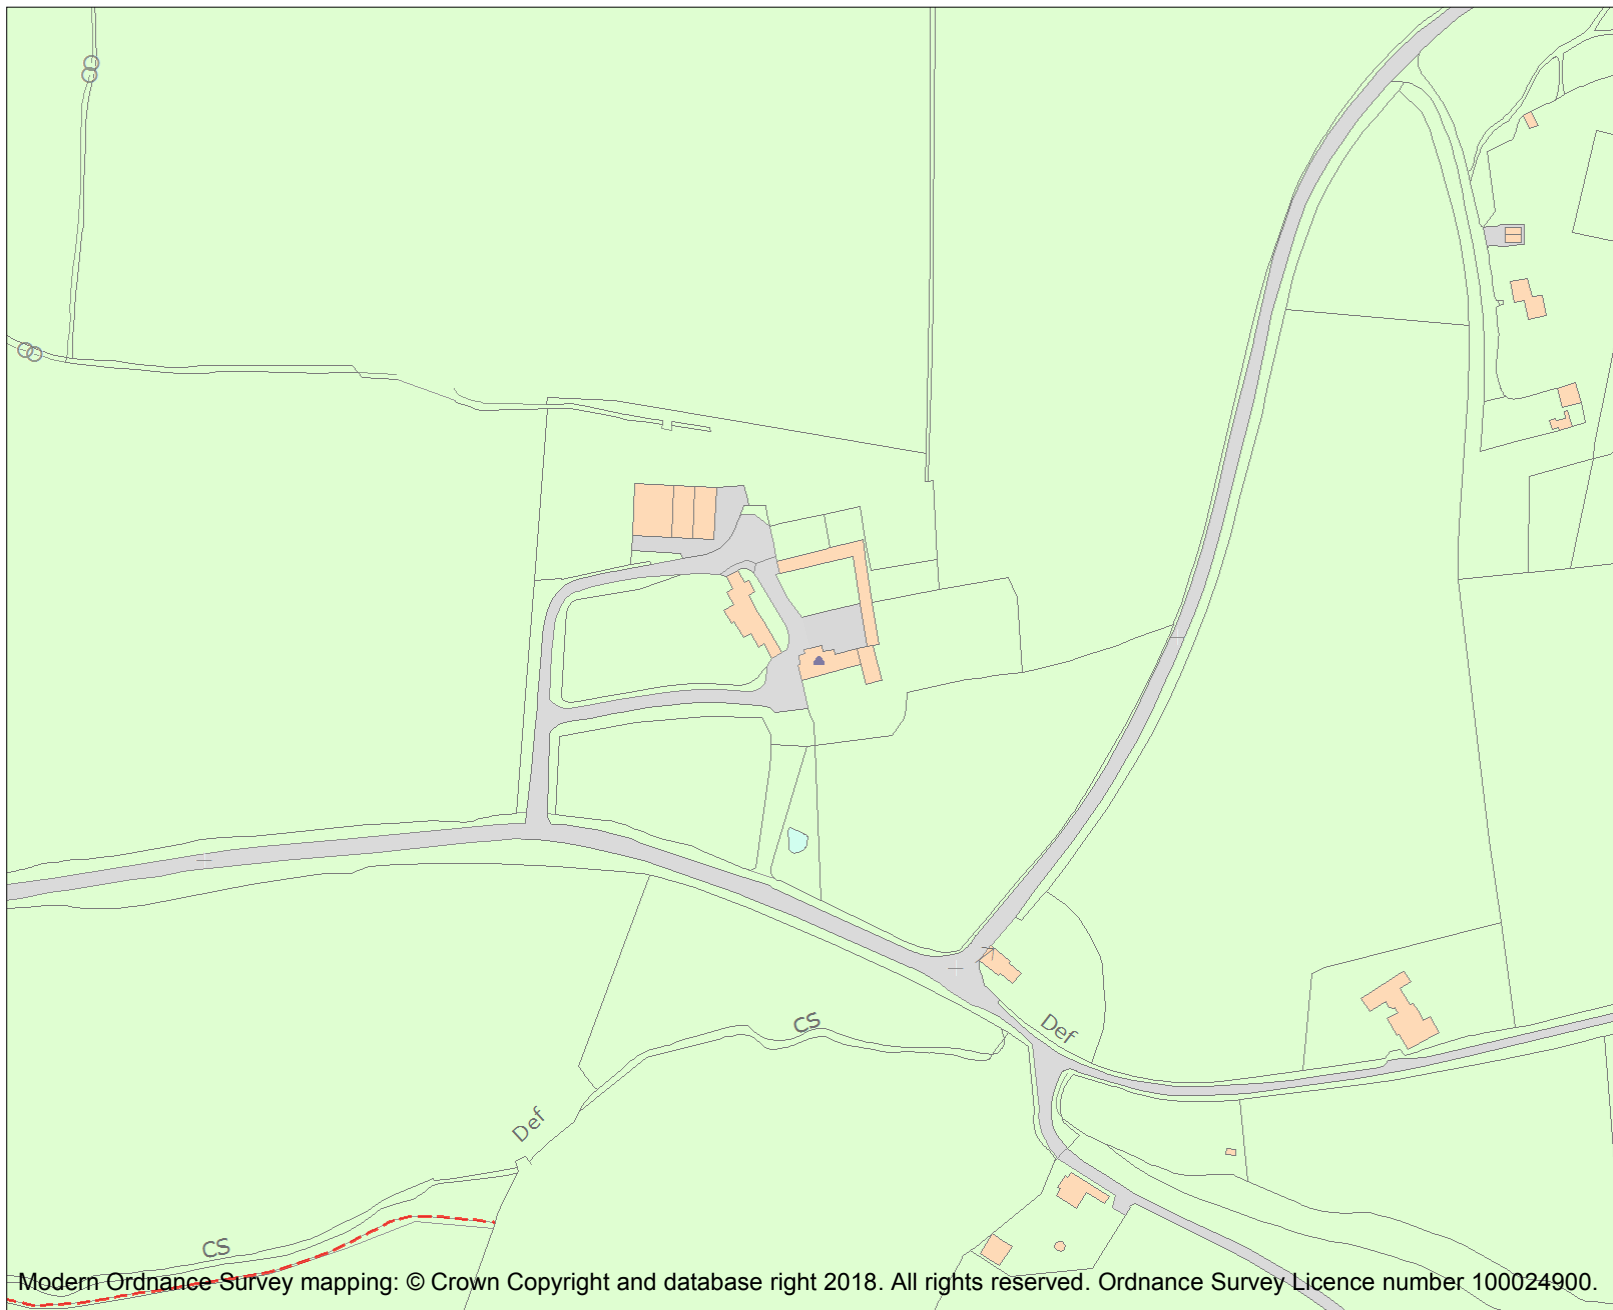 CS
Def
Def
CS
Modern Ordnance Survey mapping: © Crown Copyright and database right 2018. All rights reserved. Ordnance Survey Licence number 100024900.